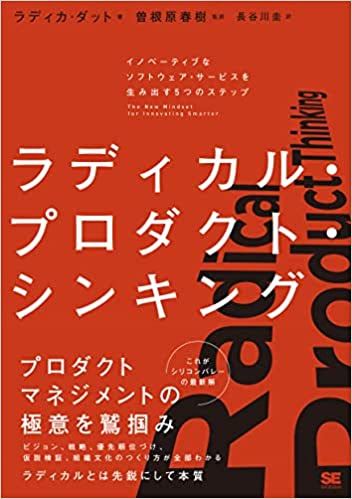 ラディカ・ダット 著 曽根原春樹 監修 長谷川圭 訳
イノベーティブな
ソフトウェア・サービスを
生み出す5つのステップ
The New Mindset
for Innovating Smarter
ラディカル・
プロダクト・
シンキング
Radical
Product Thinking
プロダクト
マネジメントの
極意を鷲掴み
これが
シリコンバレー
の最新解
ビジョン、戦略、優先順位づけ、
仮説検証、組織文化のつくり方が全部わかる
ラディカルとは先鋭にして本質
SE
SHOEISHA